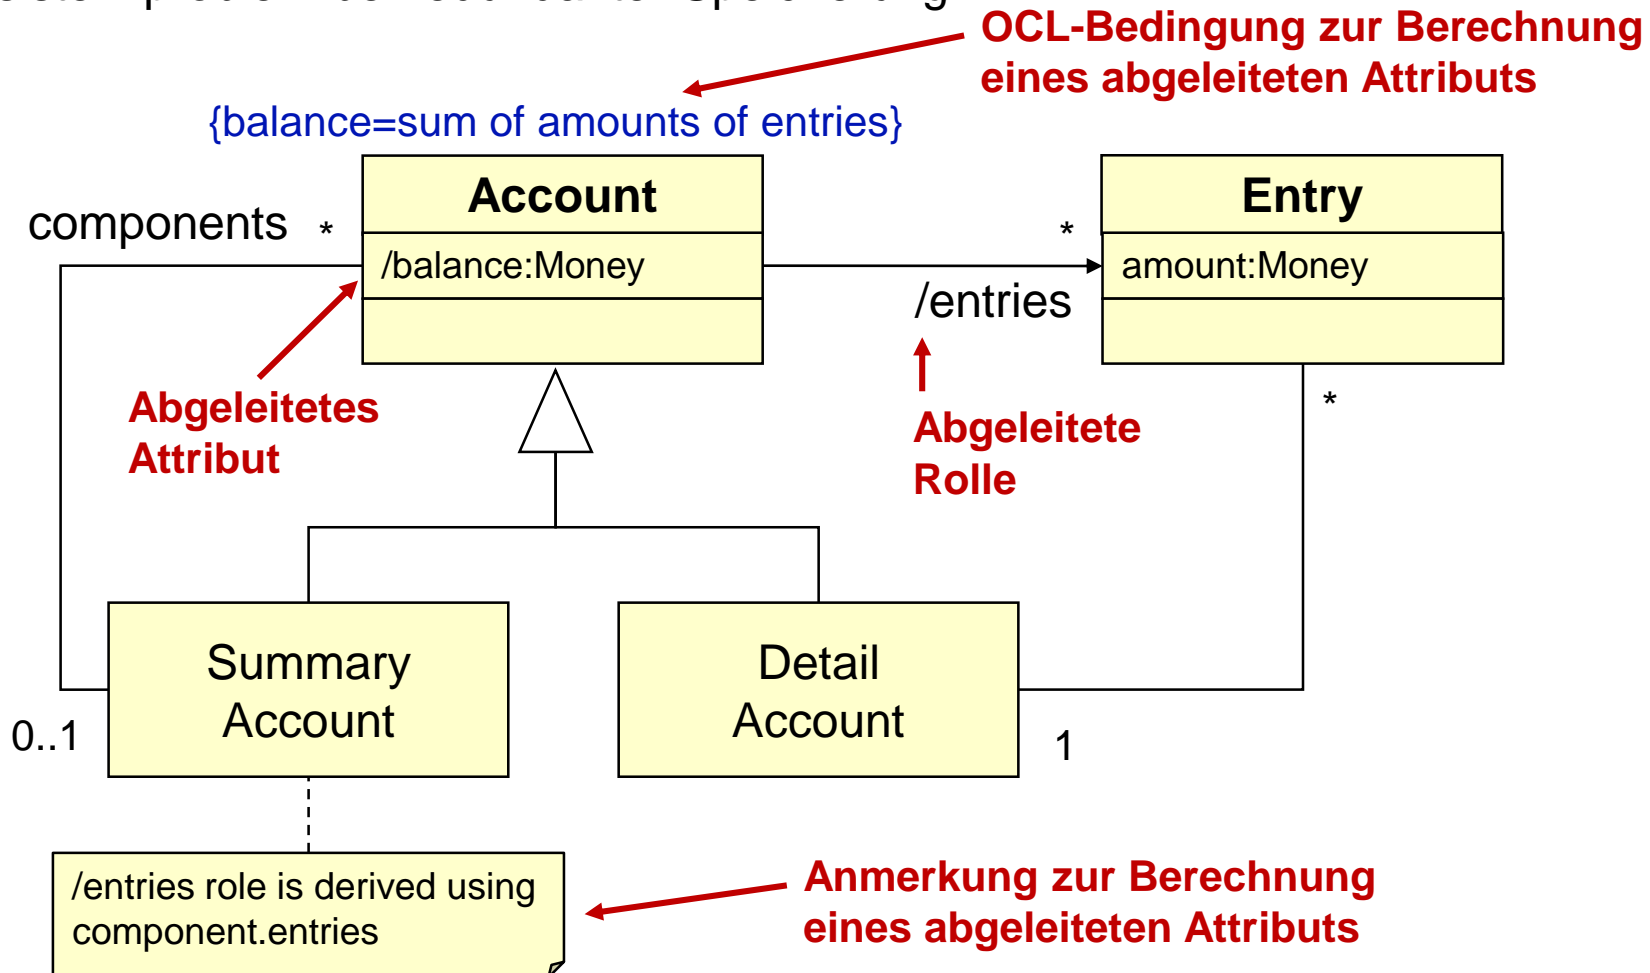 OCL-Bedingung zur Berechnung
eines abgeleiteten Attributs
{balance=sum of amounts of entries}
Account
Entry
components *
*
/balance:Money
amount:Money
/entries
Abgeleitetes
Attribut
Abgeleitete
Rolle
*
Summary
Account
Detail
Account
0..1
1
/entries role is derived using
component.entries
Anmerkung zur Berechnung
eines abgeleiteten Attributs